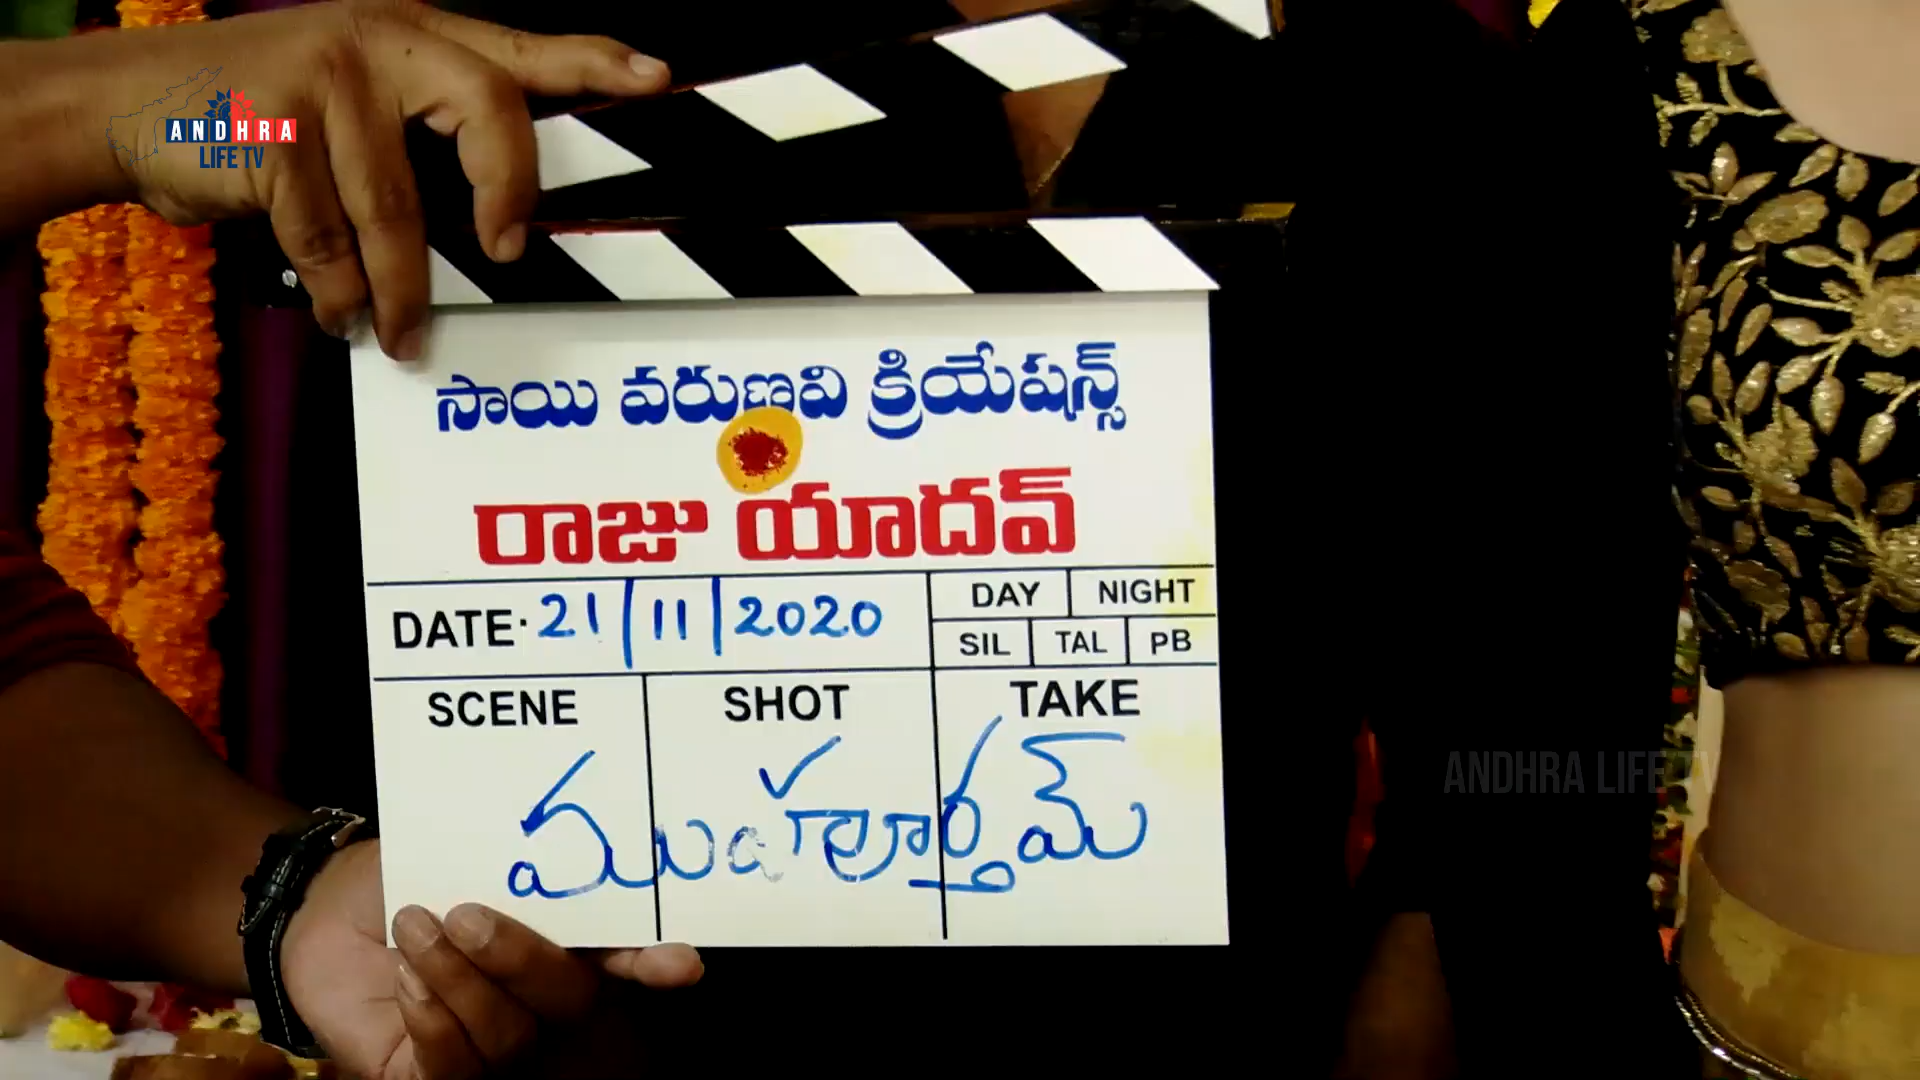 ANDHRA
LIFE TV
సాయి వరుణవి క్రియేషన్స్
రాజు యాదవ్
DATE: 21/11/2020
DAY NIGHT
SIL TAL PB
SCENE SHOT TAKE
ముహూర్తమ్
ANDHRA LIFE TV